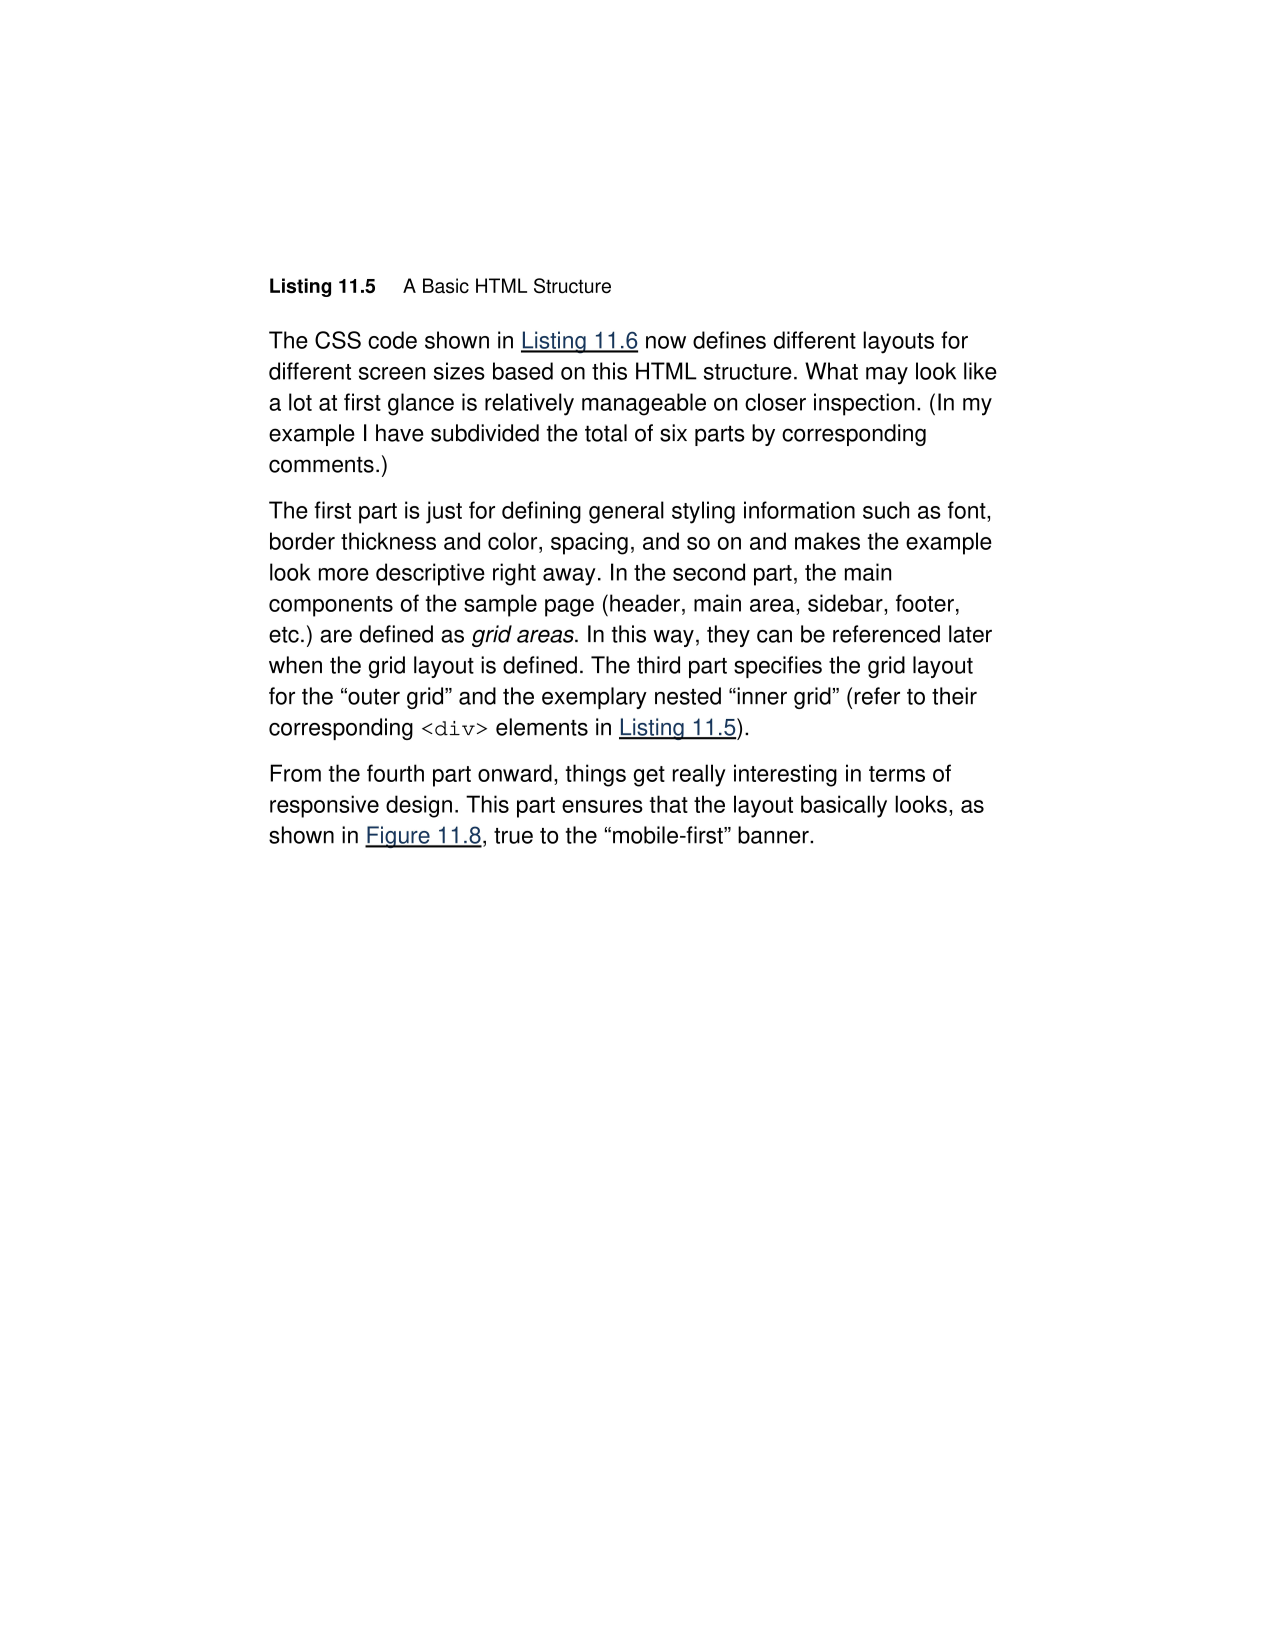 Listing 11.5 A Basic HTML Structure
The CSS code shown in Listing 11.6 now defines different layouts for
different screen sizes based on this HTML structure. What may look like
a lot at first glance is relatively manageable on closer inspection. (In my
example I have subdivided the total of six parts by corresponding
comments.)
The first part is just for defining general styling information such as font,
border thickness and color, spacing, and so on and makes the example
look more descriptive right away. In the second part, the main
components of the sample page (header, main area, sidebar, footer,
etc.) are defined as grid areas. In this way, they can be referenced later
when the grid layout is defined. The third part specifies the grid layout
for the “outer grid” and the exemplary nested “inner grid” (refer to their
corresponding <div> elements in Listing 11.5).
From the fourth part onward, things get really interesting in terms of
responsive design. This part ensures that the layout basically looks, as
shown in Figure 11.8, true to the “mobile-first” banner.